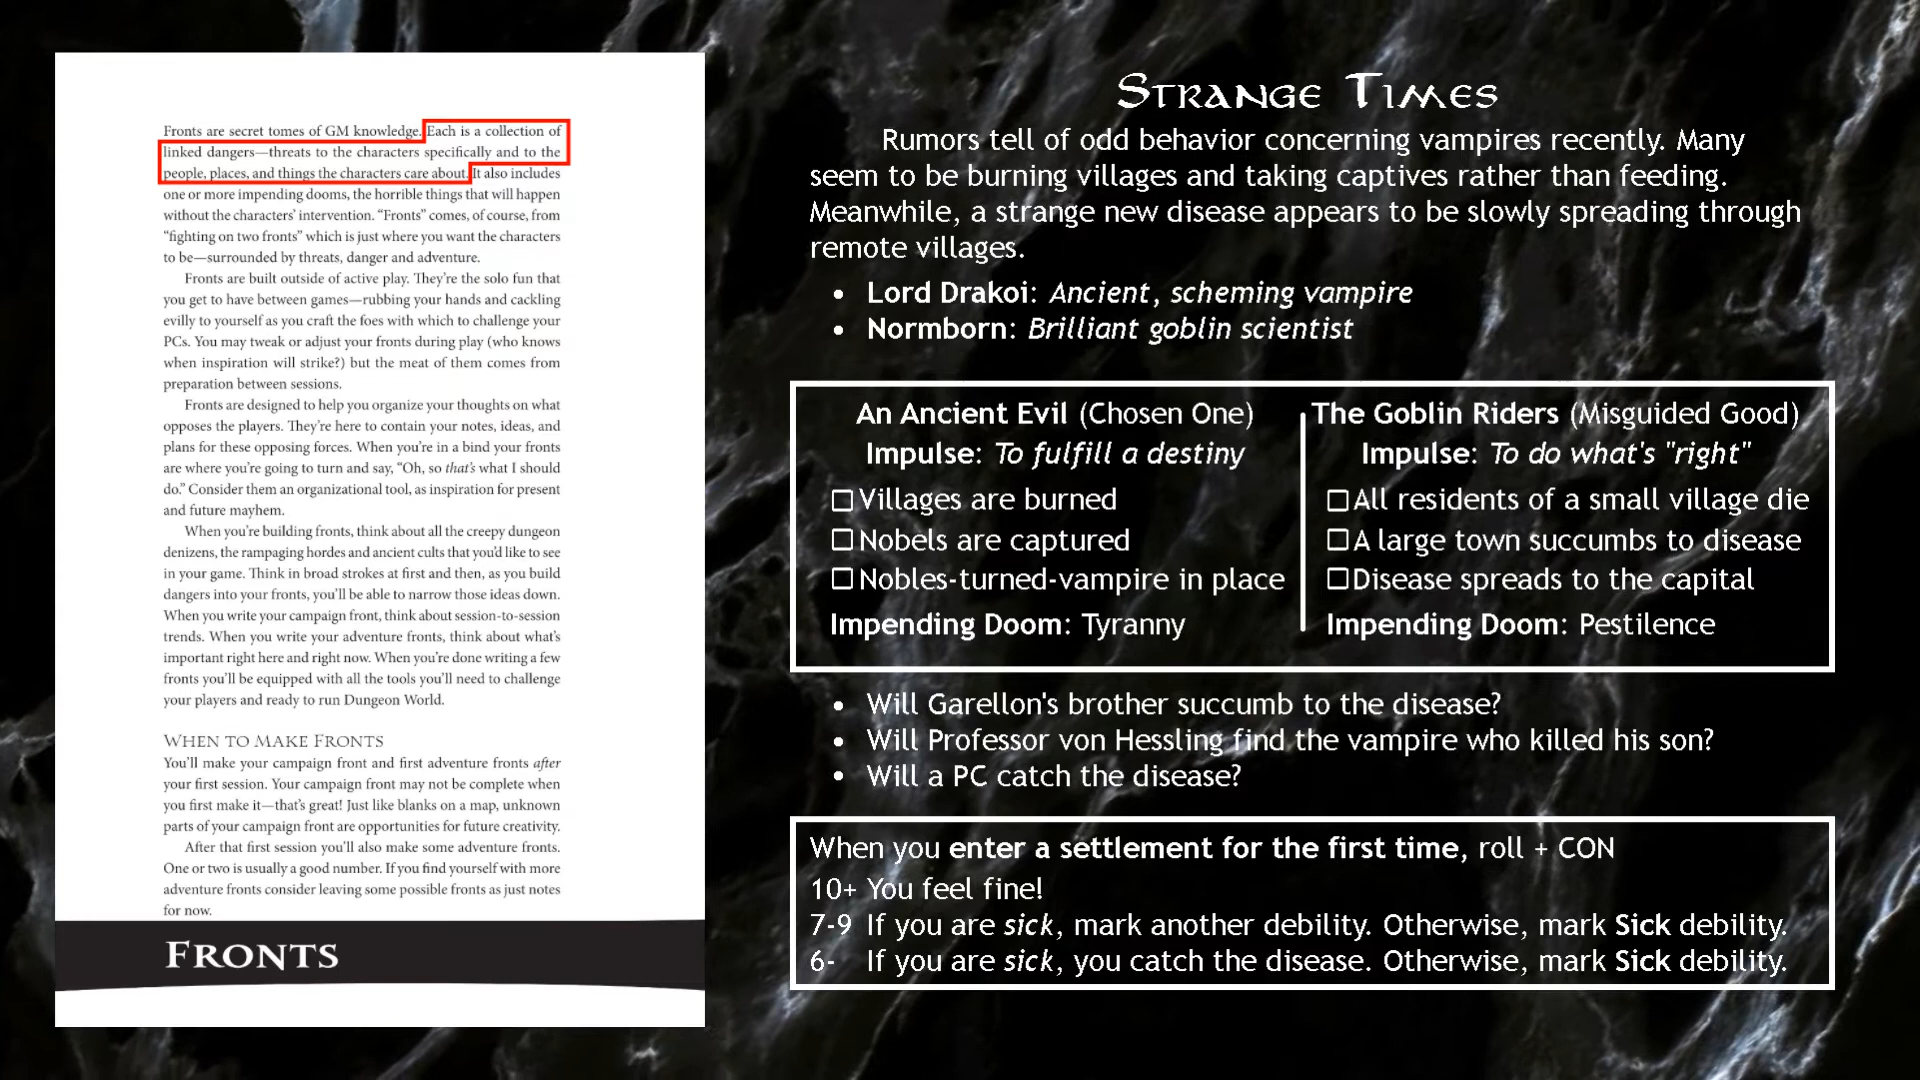 Fronts are secret tomes of GM knowledge. Each is a collection of
linked dangers—threats to the characters specifically and to the
people, places, and things the characters care about. It also includes
one or more impending dooms, the horrible things that will happen
without the characters’ intervention. “Fronts” comes, of course, from
“fighting on two fronts” which is just where you want the characters
to be—surrounded by threats, danger and adventure.
Fronts are built outside of active play. They’re the solo fun that
you get to have between games—rubbing your hands and cackling
evilly to yourself as you craft the foes with which to challenge your
PCs. You may tweak or adjust your fronts during play (who knows
when inspiration will strike?) but the meat of them comes from
preparation between sessions.
Fronts are designed to help you organize your thoughts on what
opposes the players. They’re here to contain your notes, ideas, and
plans for these opposing forces. When you’re in a bind your fronts
are where you’re going to turn and say, “Oh, so that’s what I should
do.” Consider them an organizational tool, as inspiration for present
and future mayhem.
When you’re building fronts, think about all the creepy dungeon
denizens, the rampaging hordes and ancient cults that you’d like to see
in your game. Think in broad strokes at first and then, as you build
dangers into your fronts, you’ll be able to narrow those ideas down.
When you write your campaign front, think about session-to-session
trends. When you write your adventure fronts, think about what’s
important right here and right now. When you’re done writing a few
fronts you’ll be equipped with all the tools you’ll need to challenge
your players and ready to run Dungeon World.
WHEN TO MAKE FRONTS
You’ll make your campaign front and first adventure fronts after
your first session. Your campaign front may not be complete when
you first make it—that’s great! Just like blanks on a map, unknown
parts of your campaign front are opportunities for future creativity.
After that first session you’ll also make some adventure fronts.
One or two is usually a good number. If you find yourself with more
adventure fronts consider leaving some possible fronts as just notes
for now.
FRONTS
STRANGE TIMES
Rumors tell of odd behavior concerning vampires recently. Many
seem to be burning villages and taking captives rather than feeding.
Meanwhile, a strange new disease appears to be slowly spreading through
remote villages.
• Lord Drakoi: Ancient, scheming vampire
• Normborn: Brilliant goblin scientist
An Ancient Evil (Chosen One)
Impulse: To fulfill a destiny
☐ Villages are burned
☐ Nobels are captured
☐ Nobles-turned-vampire in place
Impending Doom: Tyranny
The Goblin Riders (Misguided Good)
Impulse: To do what's "right"
☐ All residents of a small village die
☐ A large town succumbs to disease
☐ Disease spreads to the capital
Impending Doom: Pestilence
• Will Garellon's brother succumb to the disease?
• Will Professor von Hessling find the vampire who killed his son?
• Will a PC catch the disease?
When you enter a settlement for the first time, roll + CON
10+ You feel fine!
7-9 If you are sick, mark another debility. Otherwise, mark Sick debility.
6- If you are sick, you catch the disease. Otherwise, mark Sick debility.